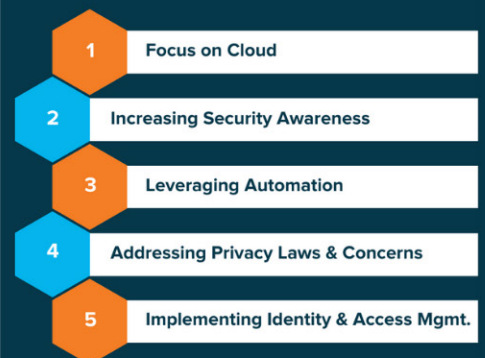 1 Focus on Cloud
2 Increasing Security Awareness
3 Leveraging Automation
4 Addressing Privacy Laws & Concerns
5 Implementing Identity & Access Mgmt.